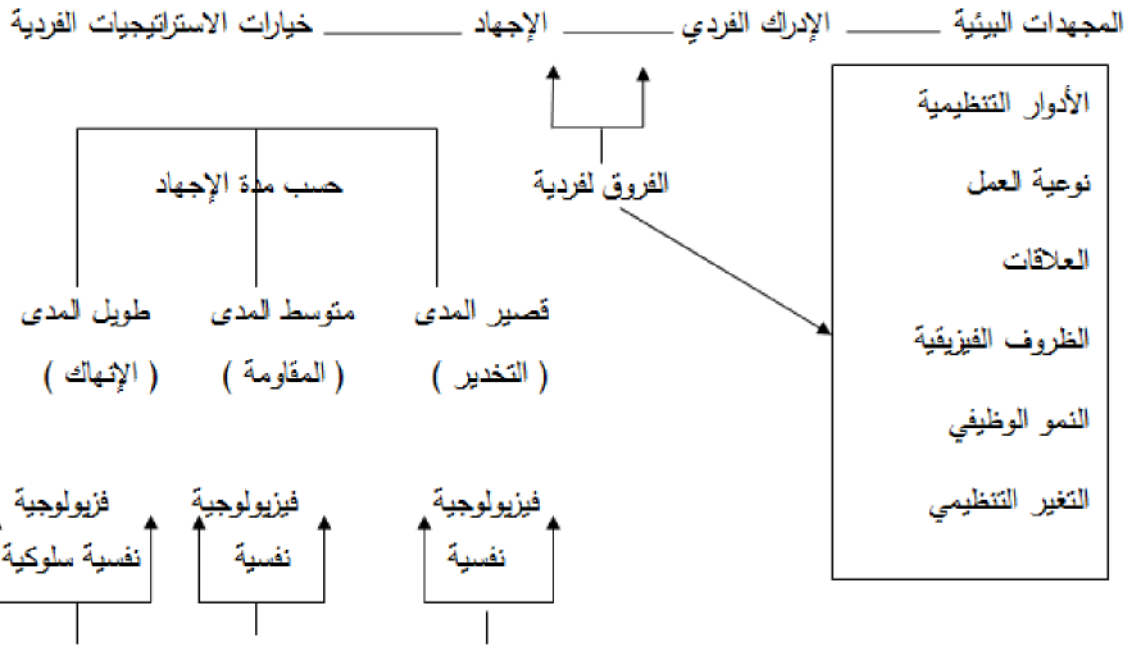 المجهدات البيئية الإدراك الفردي الإجهاد خيارات الاستراتيجيات الفردية
الأدوار التنظيمية
نوعية العمل
العلاقات
الظروف الفيزيقية
النمو الوظيفي
التغير التنظيمي
الفروق لفردية
حسب مدة الإجهاد
قصير المدى متوسط المدى طويل المدى
( التخدير ) ( المقاومة ) ( الإنهاك )
فيزيولوجية فيزيولوجية فزيولوجية
نفسية نفسية نفسية سلوكية